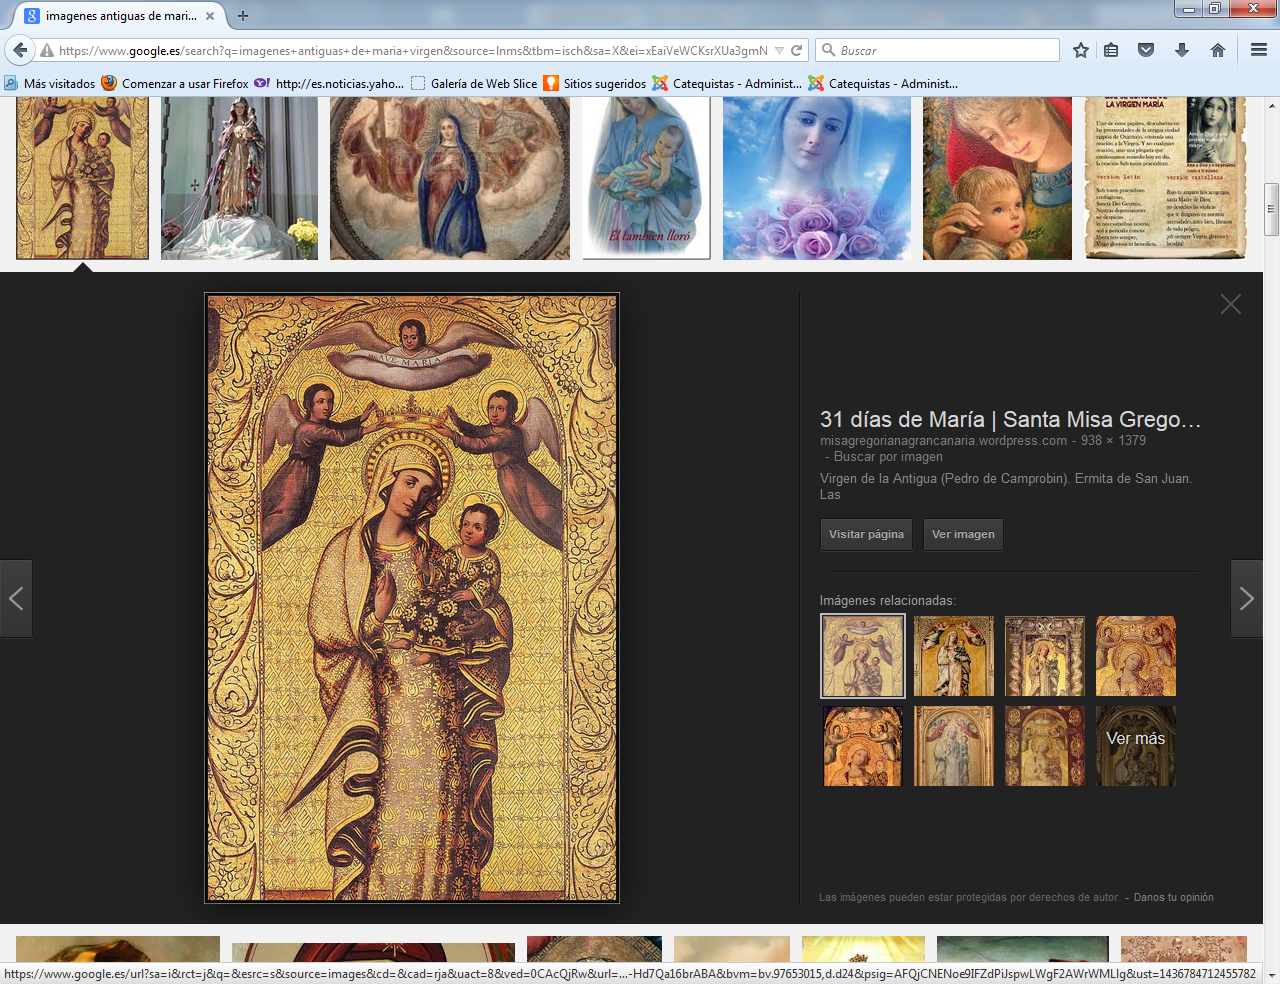 imagenes antiguas de mari...
https://www.google.es/search?q=imagenes+antiguas+de+maria+virgen&source=lnms&tbm=isch&sa=X&ei=xEaiVeWCKsrXUa3gmN
Buscar
Más visitados
Comenzar a usar Firefox
http://es.noticias.yaho...
Galería de Web Slice
Sitios sugeridos
Catequistas - Administ...
Catequistas - Administ...
El también lloró
LA VIRGEN MARÍA
versión latín
versión castellana
AVE MARIA
31 días de María | Santa Misa Grego...
misagregorianagrancanaria.wordpress.com - 938 × 1379
- Buscar por imagen
Virgen de la Antigua (Pedro de Camprobin). Ermita de San Juan.
Las
Visitar página
Ver imagen
Imágenes relacionadas:
Ver más
Las imágenes pueden estar protegidas por derechos de autor. - Danos tu opinión
https://www.google.es/url?sa=i&rct=j&q=&esrc=s&source=images&cd=&cad=rja&uact=8&ved=0CAcQjRw&url=...-Hd7Qa16brABA&bvm=bv.97653015,d.d24&psig=AFQjCNENoe9IFZdPiJspwLWgF2AWrWMLIg&ust=1436784712455782